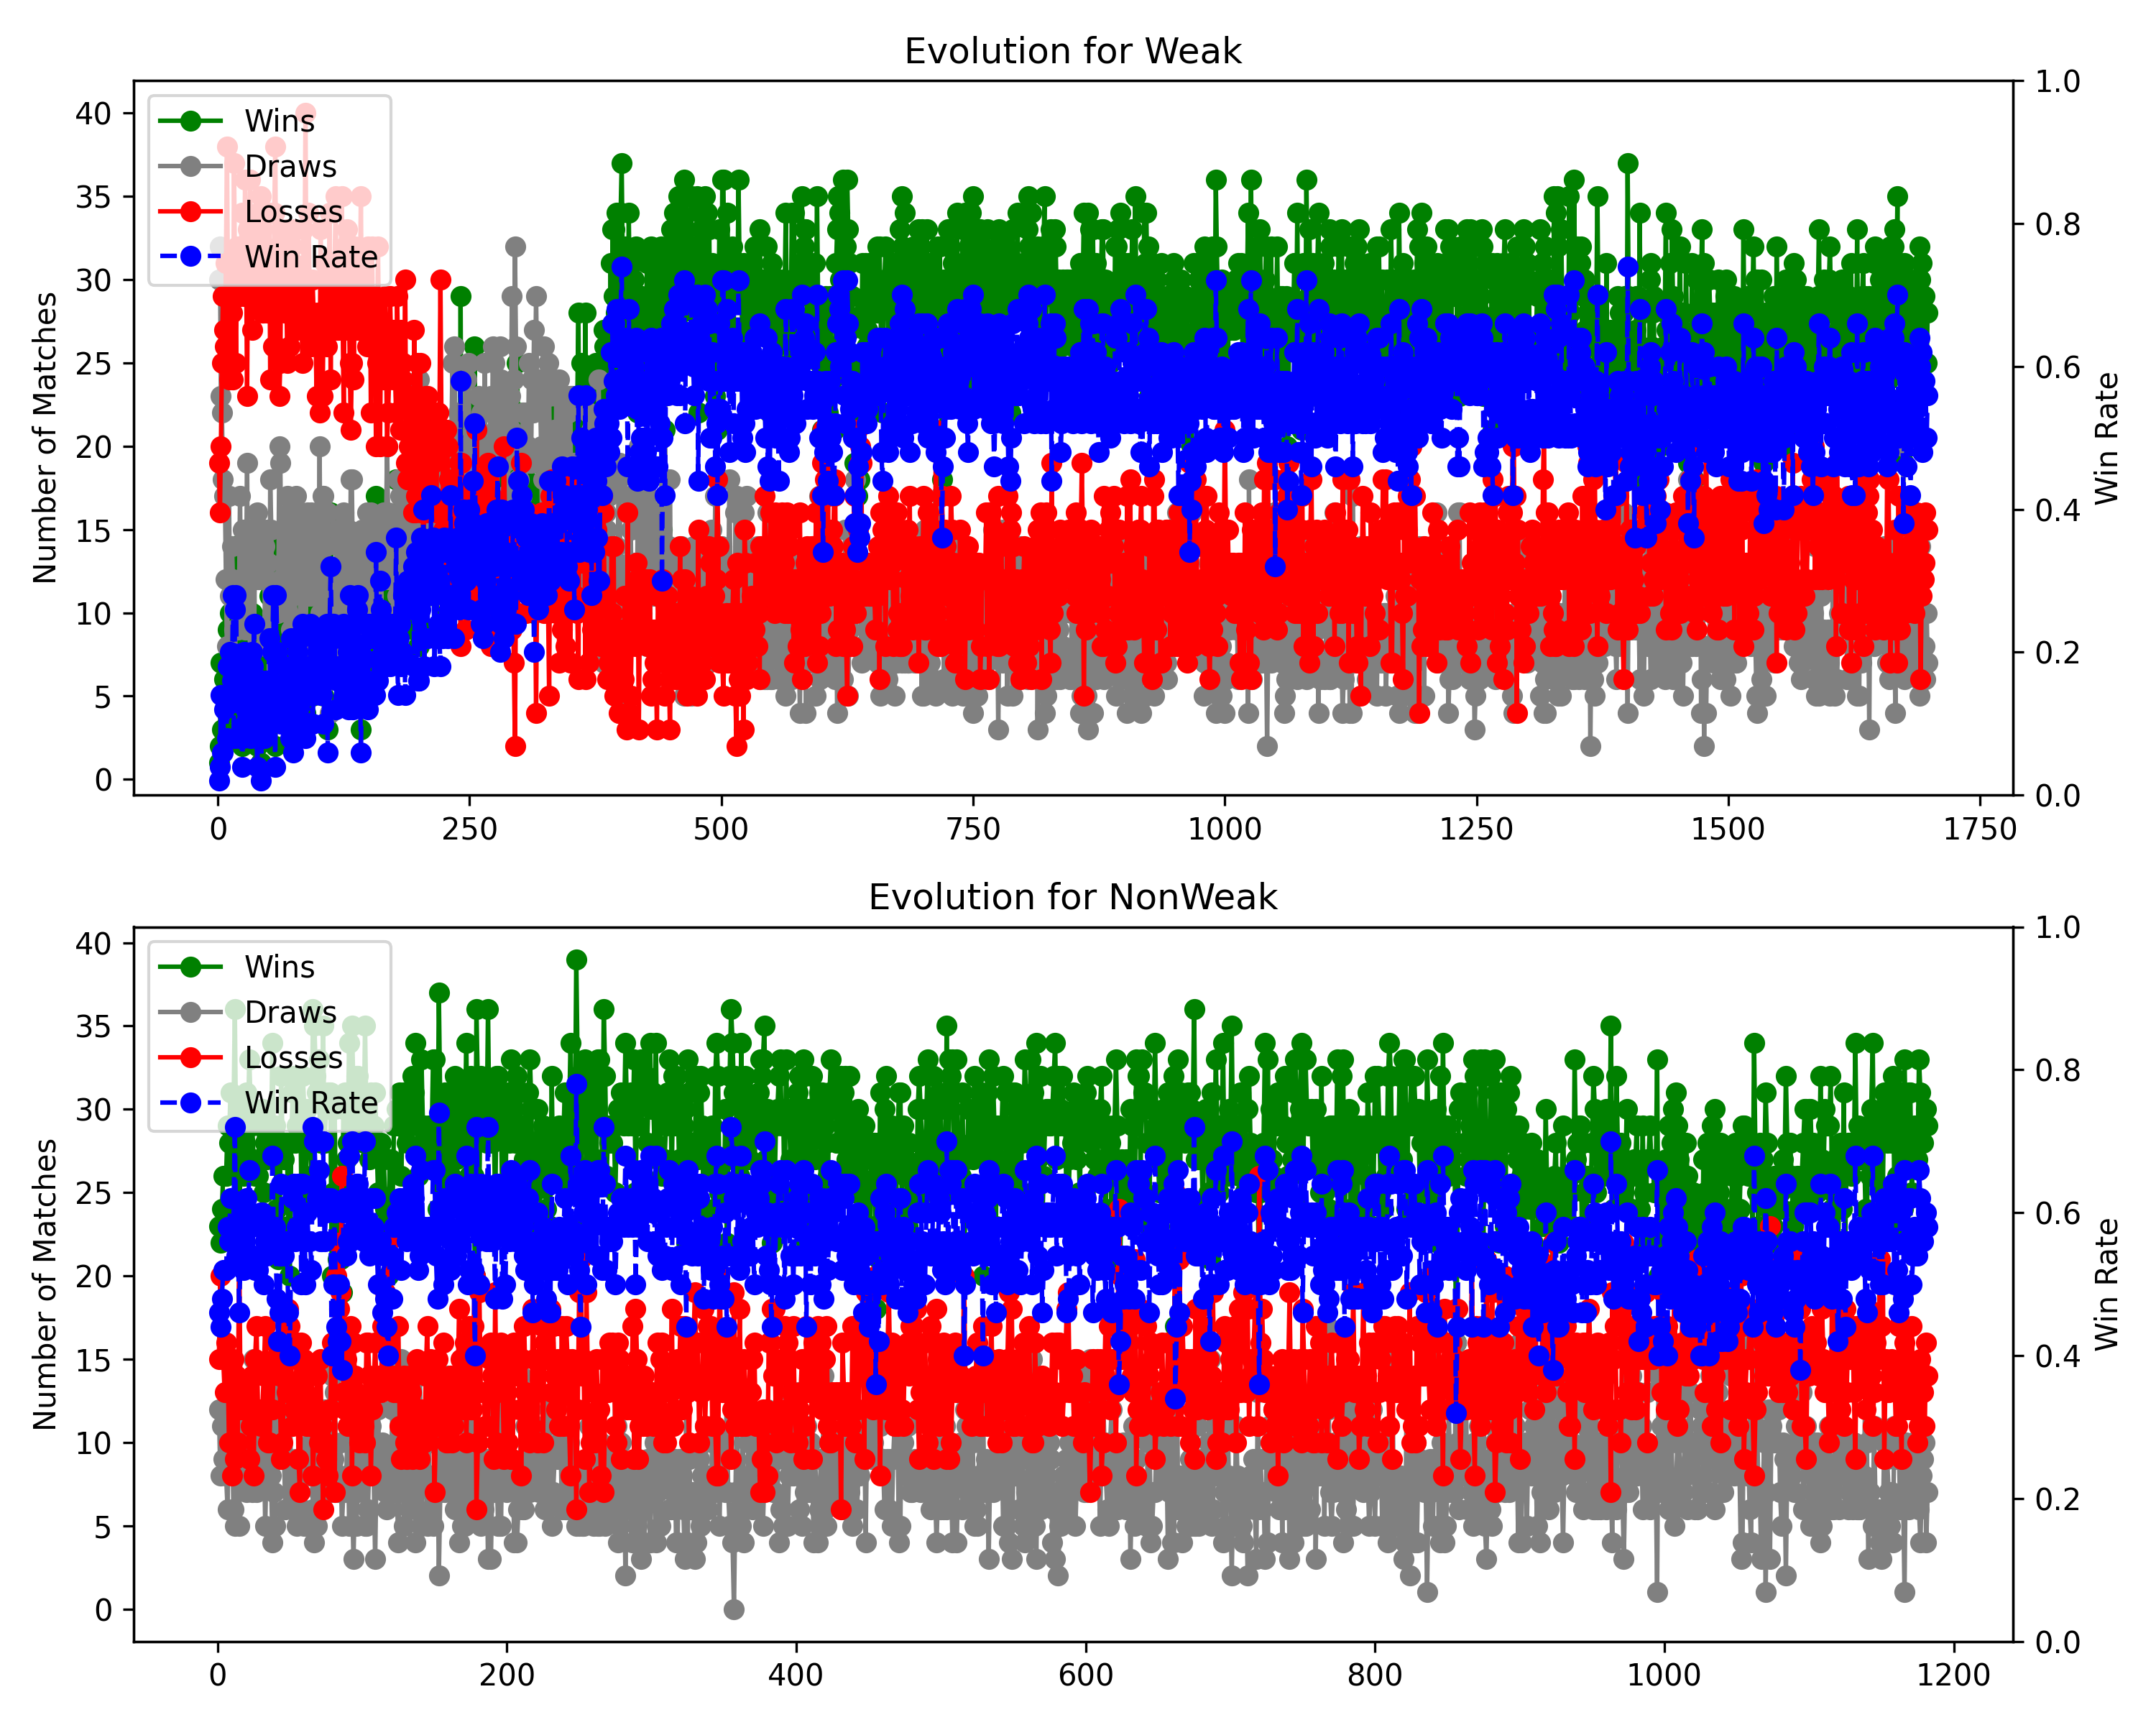 Evolution for Weak
Number of Matches
40
35
30
25
20
15
10
5
0
Wins
Draws
Losses
Win Rate
1.0
0.8
0.6
0.4
0.2
0.0
Win Rate
0 250 500 750 1000 1250 1500 1750
Evolution for NonWeak
Number of Matches
40
35
30
25
20
15
10
5
0
Wins
Draws
Losses
Win Rate
1.0
0.8
0.6
0.4
0.2
0.0
Win Rate
0 200 400 600 800 1000 1200